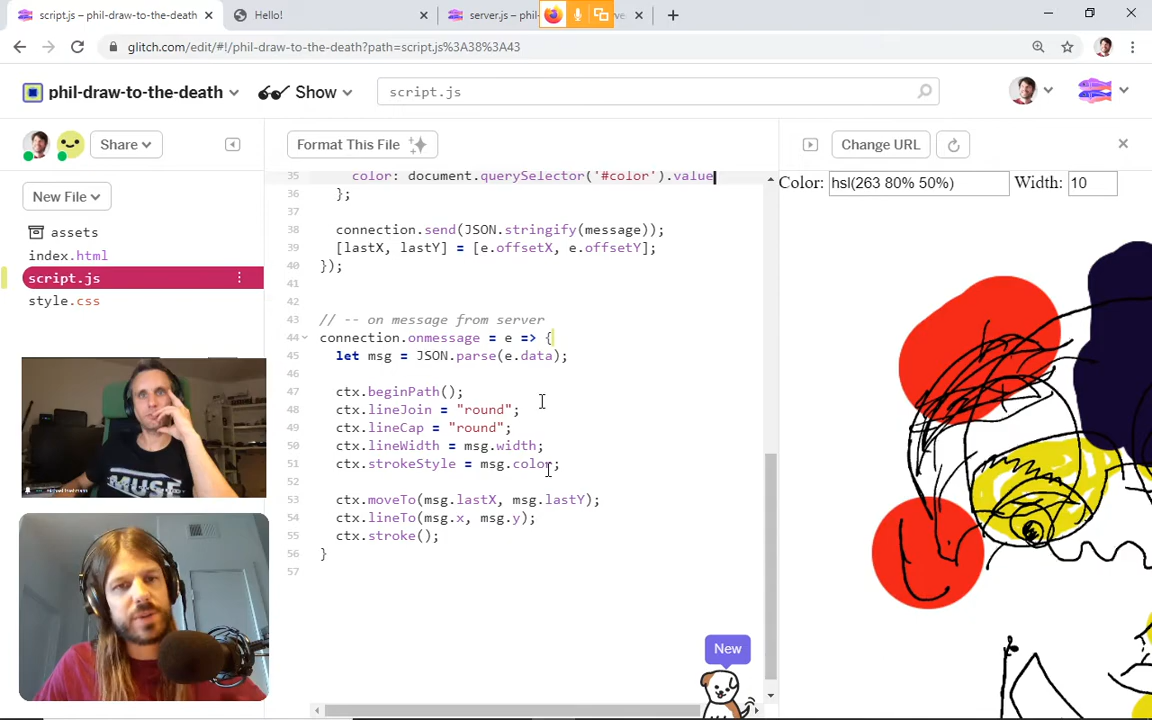 script.js – phil-draw-to-the-death
Hello!
server.js – phil-
glitch.com/edit/#!/phil-draw-to-the-death?path=script.js%3A38%3A43
phil-draw-to-the-death
Show
script.js
Share
Format This File
Change URL
New File
assets
index.html
script.js
style.css
35 color: document.querySelector('#color').value
36 };
37
38 connection.send(JSON.stringify(message));
39 [lastX, lastY] = [e.offsetX, e.offsetY];
40 });
41
42
43 // -- on message from server
44 connection.onmessage = e => {
45 let msg = JSON.parse(e.data);
46
47 ctx.beginPath();
48 ctx.lineJoin = "round";
49 ctx.lineCap = "round";
50 ctx.lineWidth = msg.width;
51 ctx.strokeStyle = msg.color;
52
53 ctx.moveTo(msg.lastX, msg.lastY);
54 ctx.lineTo(msg.x, msg.y);
55 ctx.stroke();
56 }
57
Color: hsl(263 80% 50%) Width: 10
MUSE
New